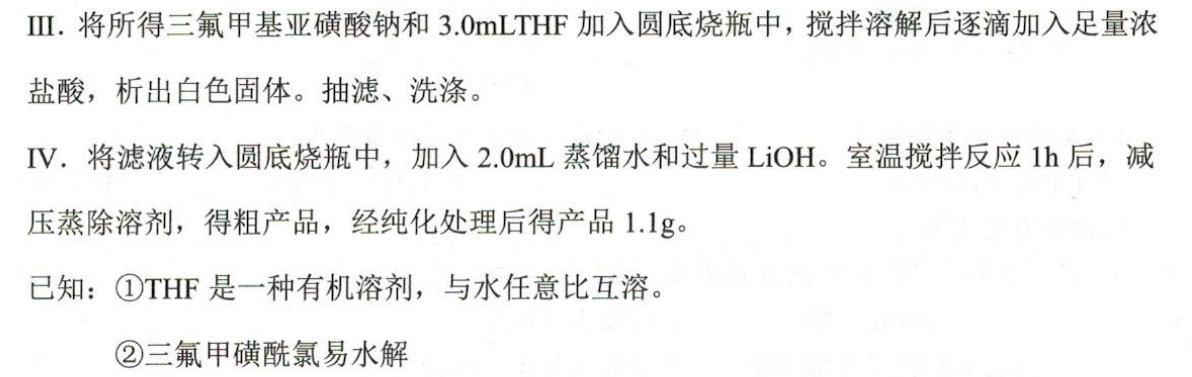 III. 将所得三氟甲基亚磺酸钠和 3.0mLTHF 加入圆底烧瓶中，搅拌溶解后逐滴加入足量浓
盐酸，析出白色固体。抽滤、洗涤。
IV. 将滤液转入圆底烧瓶中，加入 2.0mL 蒸馏水和过量 LiOH。室温搅拌反应 1h 后，减
压蒸除溶剂，得粗产品，经纯化处理后得产品 1.1g。
已知：①THF 是一种有机溶剂，与水任意比互溶。
②三氟甲磺酰氯易水解